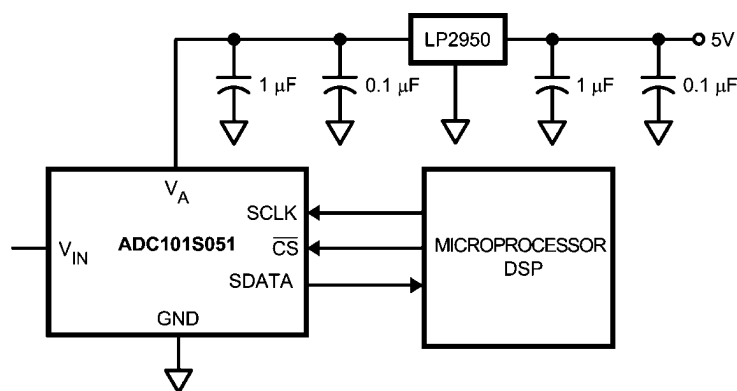 LP2950
5V
1 μF
0.1 μF
1 μF
0.1 μF
VA
SCLK
ADC101S051
CS
VIN
MICROPROCESSOR
DSP
SDATA
GND